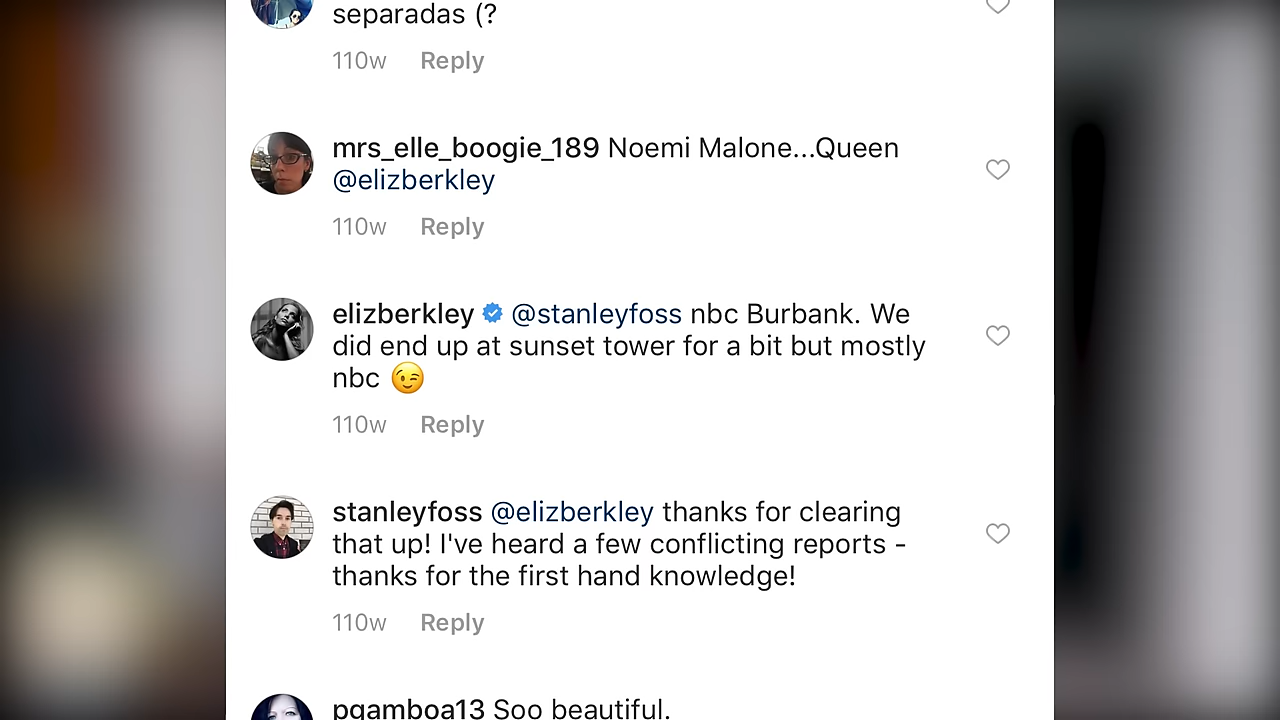 separadas (?
110w Reply
mrs_elle_boogie_189 Noemi Malone...Queen
@elizberkley
110w Reply
elizberkley @stanleyfoss nbc Burbank. We
did end up at sunset tower for a bit but mostly
nbc 😉
110w Reply
stanleyfoss @elizberkley thanks for clearing
that up! I've heard a few conflicting reports -
thanks for the first hand knowledge!
110w Reply
pgamboa13 Soo beautiful.